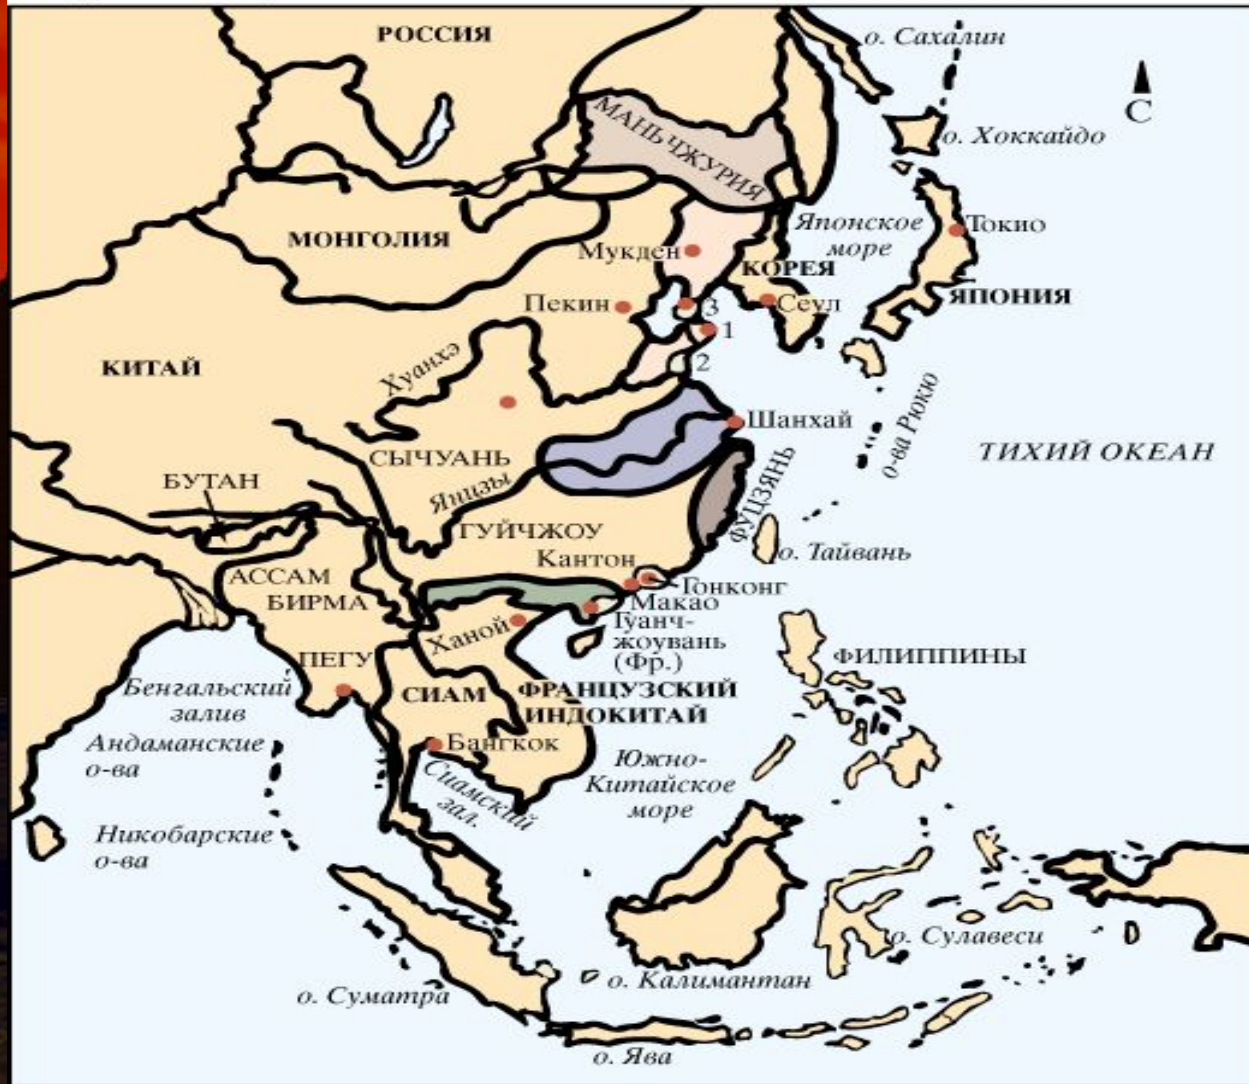 РОССИЯ
о. Сахалин
С
МАНЬЧЖУРИЯ
о. Хоккайдо
МОНГОЛИЯ
Японское
море
Токио
Мукден
КОРЕЯ
ЯПОНИЯ
Пекин
3
Сеул
1
КИТАЙ
Хуанхэ
2
о-ва Рюкю
Шанхай
ТИХИЙ ОКЕАН
СЫЧУАНЬ
БУТАН
Янцзы
ФУЦЗЯНЬ
ГУЙЧЖОУ
Кантон
о. Тайвань
АССАМ
Гонконг
БИРМА
Макао
Ханой
Гуанч-
жоувань
(Фр.)
ПЕГУ
ФИЛИППИНЫ
Бенгальский
залив
СИАМ
ФРАНЦУЗСКИЙ
ИНДОКИТАЙ
Андаманские
о-ва
Бангкок
Сиамский
зал.
Южно-
Китайское
море
Никобарские
о-ва
о. Сулавеси
о. Калимантан
о. Суматра
о. Ява